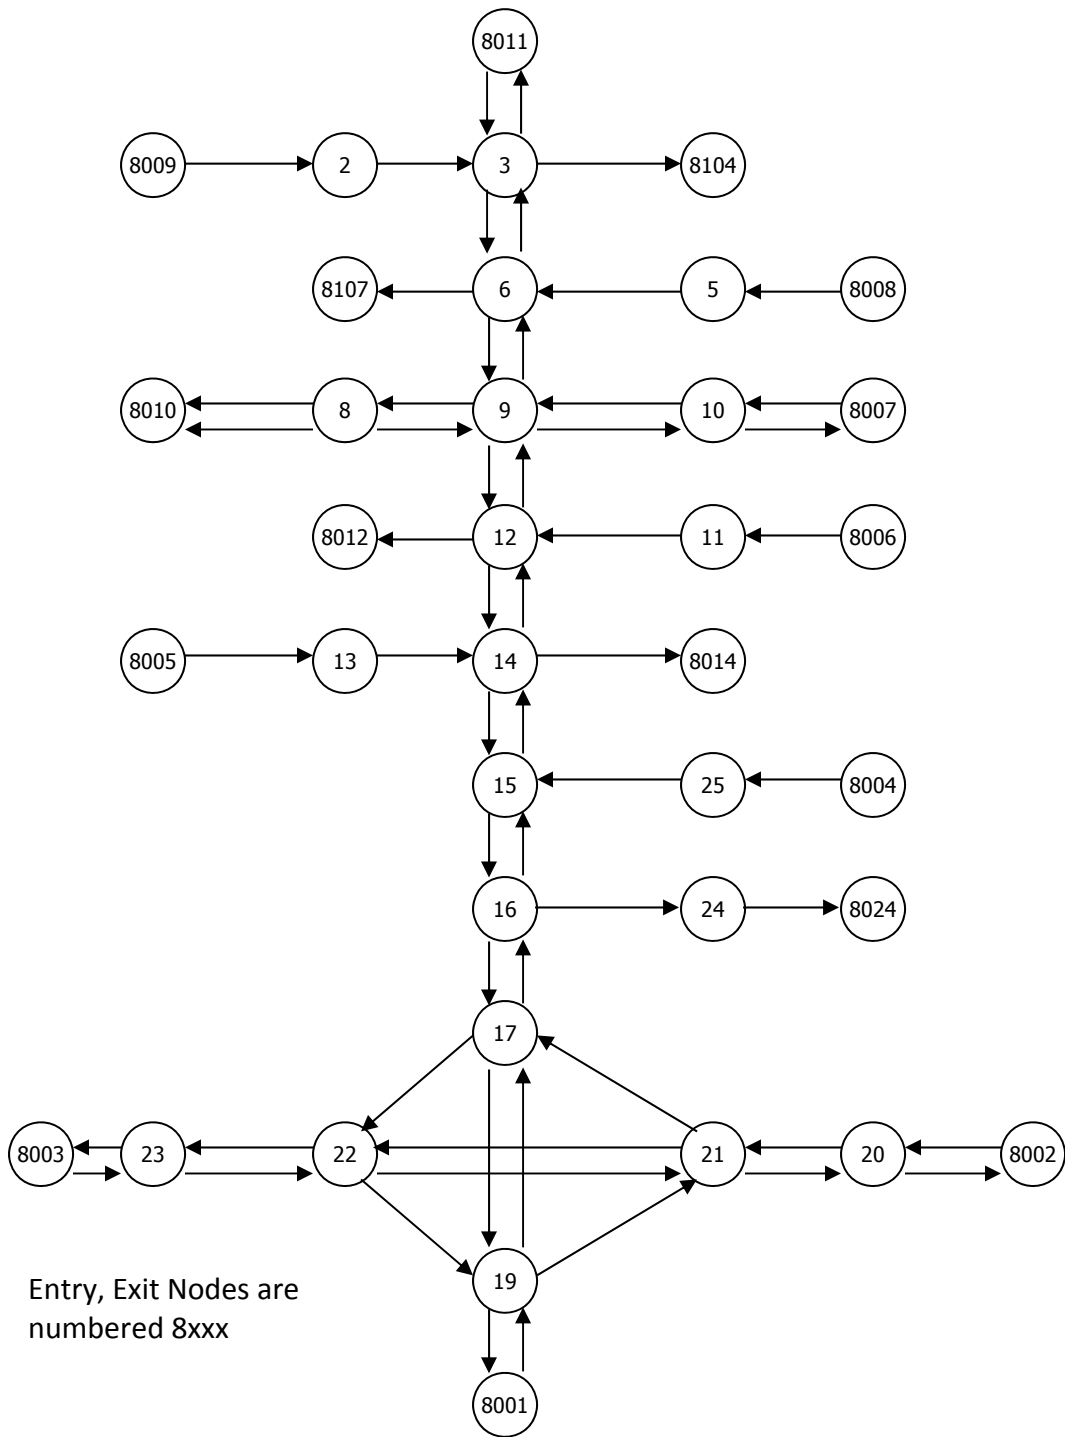 8011
8009 2 3 8104
8107 6 5 8008
8010 8 9 10 8007
8012 12 11 8006
8005 13 14 8014
15 25 8004
16 24 8024
17
8003 23 22 21 20 8002
19
Entry, Exit Nodes are
numbered 8xxx
8001